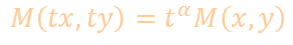 M(tx, ty) = t^α M(x, y)